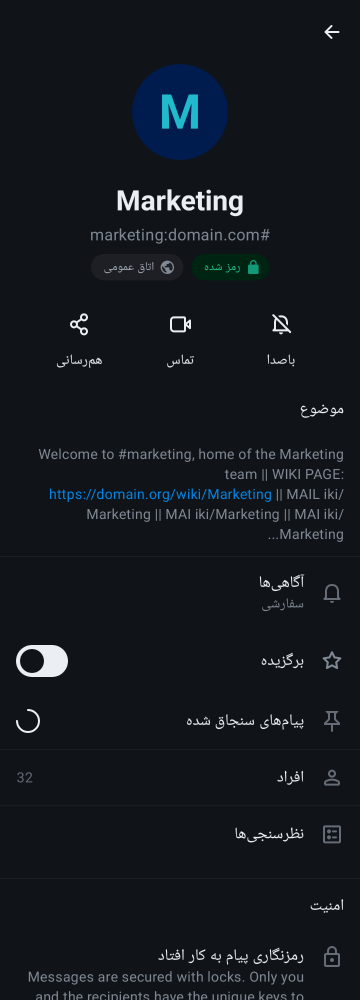 M
Marketing
#marketing:domain.com
رمز شده
اتاق عمومی
باصدا
تماس
هم‌رسانی
موضوع
Welcome to #marketing, home of the Marketing
team || WIKI PAGE:
https://domain.org/wiki/Marketing || MAIL iki/
Marketing || MAI iki/Marketing || MAI iki/
Marketing...
آگاهی‌ها
سفارشی
برگزیده
پیام‌های سنجاق شده
افراد
32
نظرسنجی‌ها
امنیت
رمزنگاری پیام به کار افتاد
Messages are secured with locks. Only you
and the recipients have the unique keys to